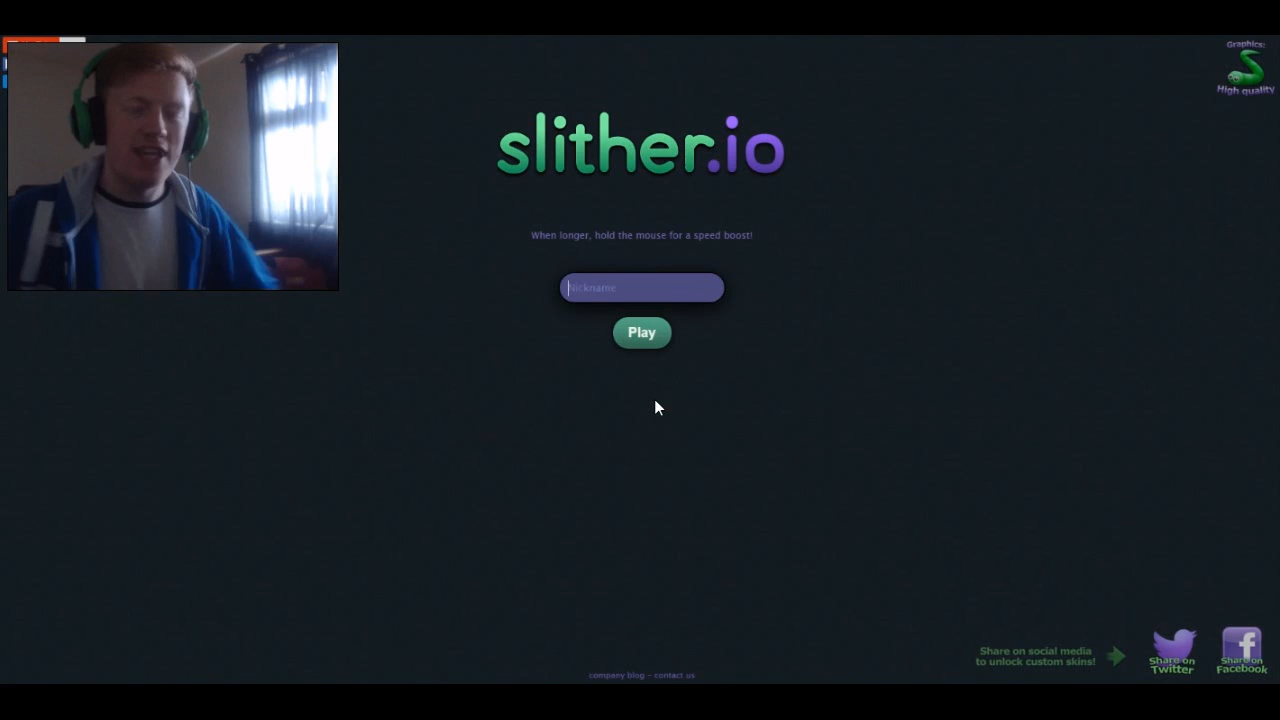 Graphics:
High quality
slither.io
When longer, hold the mouse for a speed boost!
Nickname
Play
Share on social media
to unlock custom skins!
Share on
Twitter
Share on
Facebook
company blog – contact us